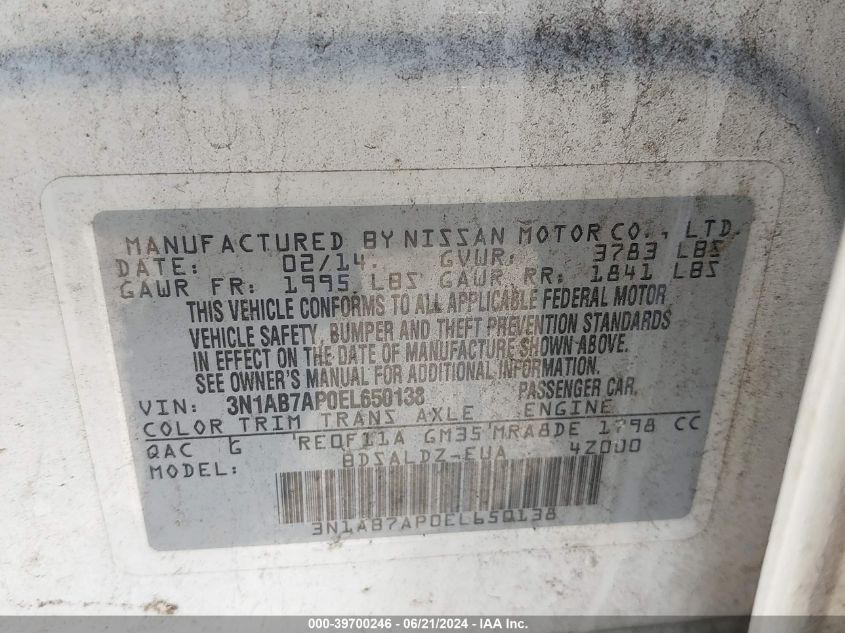 MANUFACTURED BY NISSAN MOTOR CO., LTD.
DATE: 02/14. GVWR: 3783 LBS
GAWR FR: 1995 LBS GAWR RR: 1841 LBS
THIS VEHICLE CONFORMS TO ALL APPLICABLE FEDERAL MOTOR
VEHICLE SAFETY, BUMPER AND THEFT PREVENTION STANDARDS
IN EFFECT ON THE DATE OF MANUFACTURE SHOWN ABOVE.
SEE OWNER'S MANUAL FOR ADDITIONAL INFORMATION.
VIN: 3N1AB7AP0EL650138 PASSENGER CAR
COLOR TRIM TRANS AXLE ENGINE
QAC G RE0F11A GM35 MRA8DE 1798 CC
MODEL: BDSALDZ-EUA 4Z000
3N1AB7AP0EL650138
000-39700246 - 06/21/2024 - IAA Inc.